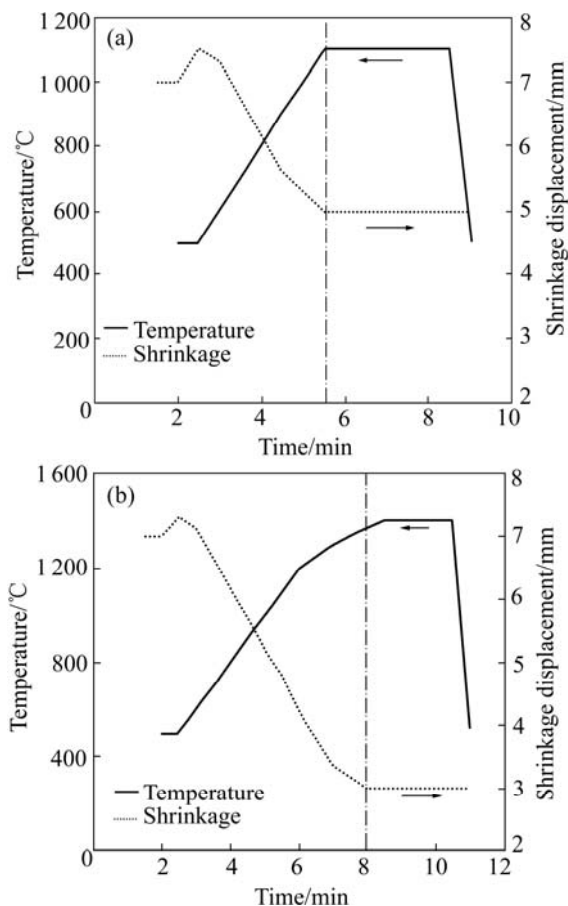 (a)
1 200
1 000
800
600
400
200
0
Temperature/℃
8
7
6
5
4
3
2
Shrinkage displacement/mm
Temperature
Shrinkage
2 4 6 8 10
Time/min
(b)
1 600
1200
800
400
0
Temperature/℃
8
7
6
5
4
3
2
Shrinkage displacement/mm
Temperature
Shrinkage
2 4 6 8 10 12
Time/min